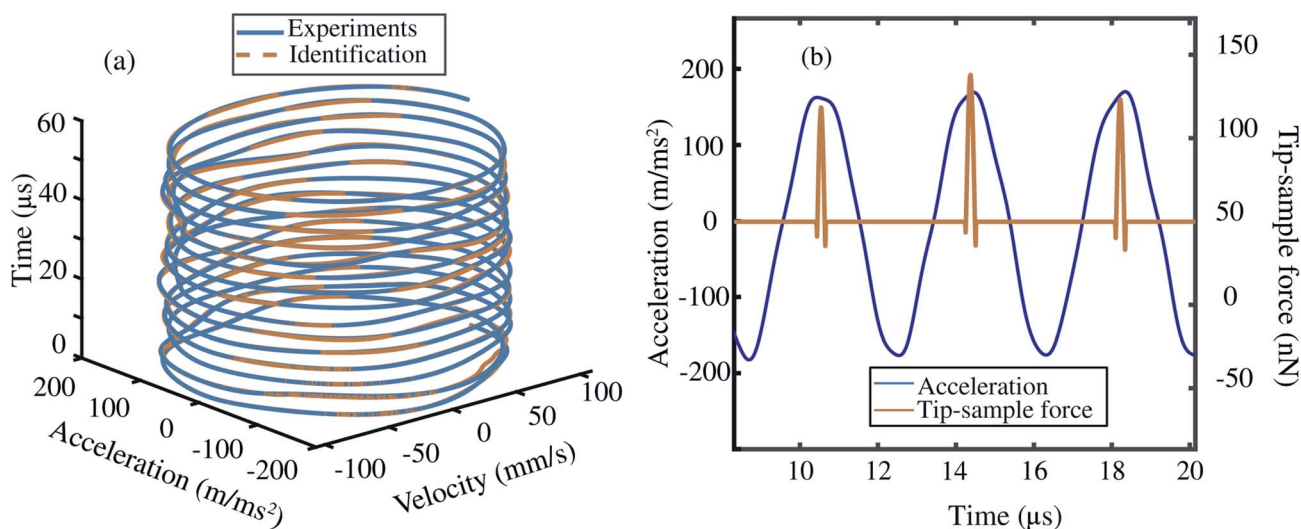 Experiments
Identification
(a)
60
40
20
0
Time (μs)
200
100
0
-100
-200
Acceleration (m/ms²)
-100
-50
0
50
100
Velocity (mm/s)
(b)
200
100
0
-100
-200
Acceleration (m/ms²)
150
100
50
0
-50
Tip-sample force (nN)
Acceleration
Tip-sample force
10 12 14 16 18 20
Time (μs)